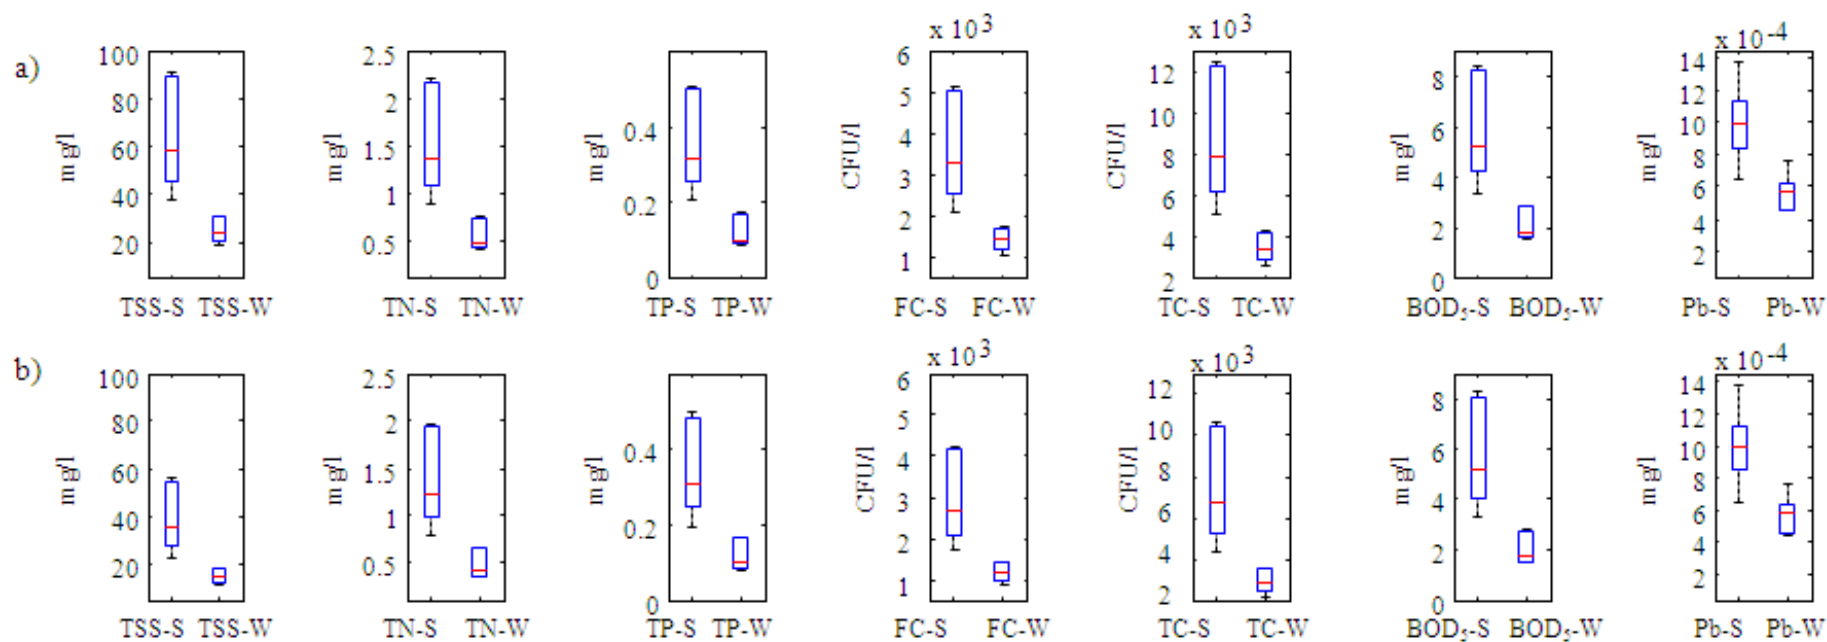 a)
mg/l
100
80
60
40
20
TSS-S TSS-W
mg/l
2.5
2
1.5
1
0.5
TN-S TN-W
mg/l
0.4
0.2
0
TP-S TP-W
x 10³
CFU/l
6
5
4
3
2
1
FC-S FC-W
x 10³
CFU/l
12
10
8
6
4
2
TC-S TC-W
mg/l
8
6
4
2
0
BOD₅-S BOD₅-W
x 10⁻⁴
mg/l
14
12
10
8
6
4
2
Pb-S Pb-W
b)
mg/l
100
80
60
40
20
TSS-S TSS-W
mg/l
2.5
2
1.5
1
0.5
TN-S TN-W
mg/l
0.4
0.2
0
TP-S TP-W
x 10³
CFU/l
6
5
4
3
2
1
FC-S FC-W
x 10³
CFU/l
12
10
8
6
4
2
TC-S TC-W
mg/l
8
6
4
2
0
BOD₅-S BOD₅-W
x 10⁻⁴
mg/l
14
12
10
8
6
4
2
Pb-S Pb-W